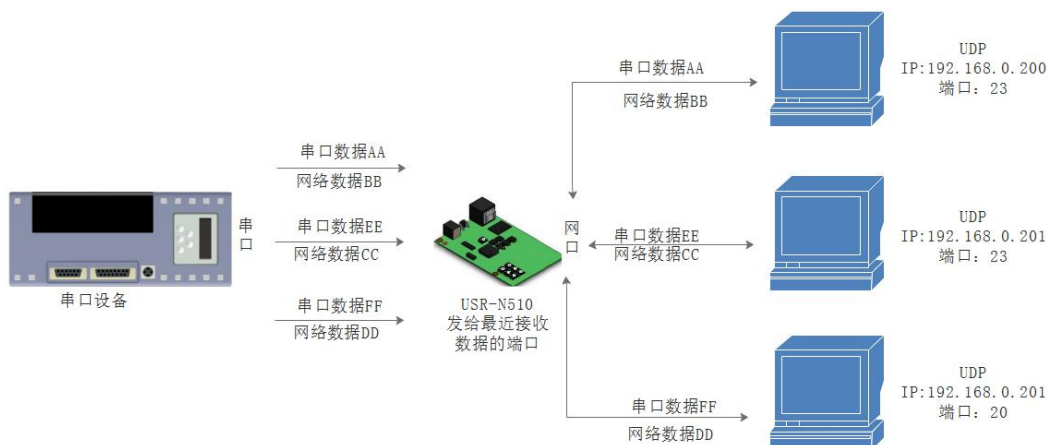 串口数据AA
网络数据BB
UDP
IP:192.168.0.200
端口: 23
串口数据AA
网络数据BB
串口数据EE
网络数据CC
串口数据FF
网络数据DD
串口
串口设备
网口
USR-N510
发给最近接收
数据的端口
串口数据EE
网络数据CC
UDP
IP:192.168.0.201
端口: 23
串口数据FF
网络数据DD
UDP
IP:192.168.0.201
端口: 20